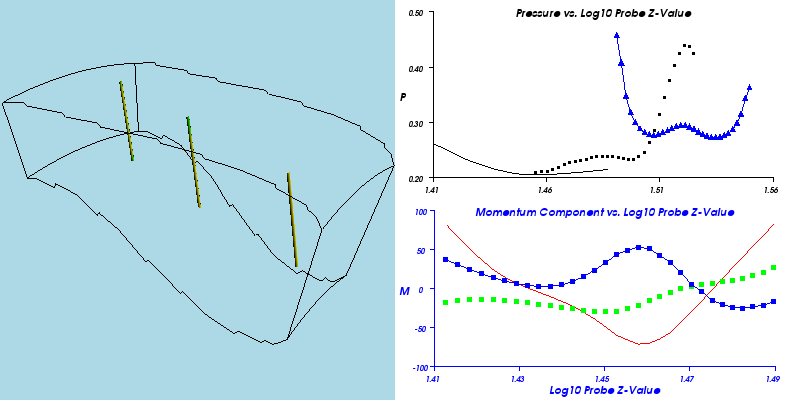 Pressure vs. Log10 Probe Z-Value
0.50
0.40
P
0.30
0.20
1.41 1.46 1.51 1.56
Momentum Component vs. Log10 Probe Z-Value
100
50
M 0
-50
-100
1.41 1.43 1.45 1.47 1.49
Log10 Probe Z-Value